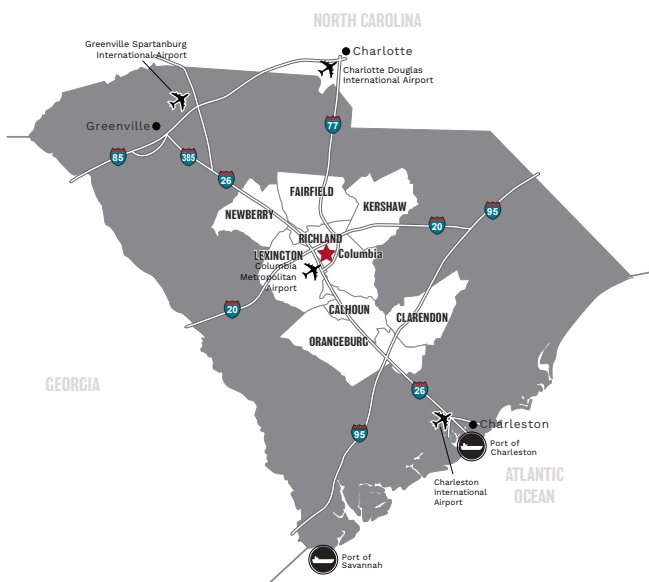 NORTH CAROLINA
Greenville Spartanburg
International Airport
Charlotte
Charlotte Douglas
International Airport
Greenville
77
85
385
26
FAIRFIELD
KERSHAW
NEWBERRY
95
20
RICHLAND
LEXINGTON
Columbia
Columbia
Metropolitan
Airport
20
CALHOUN
CLARENDON
ORANGEBURG
GEORGIA
26
95
Charleston
Port of
Charleston
Charleston
International
Airport
ATLANTIC
OCEAN
Port of
Savannah